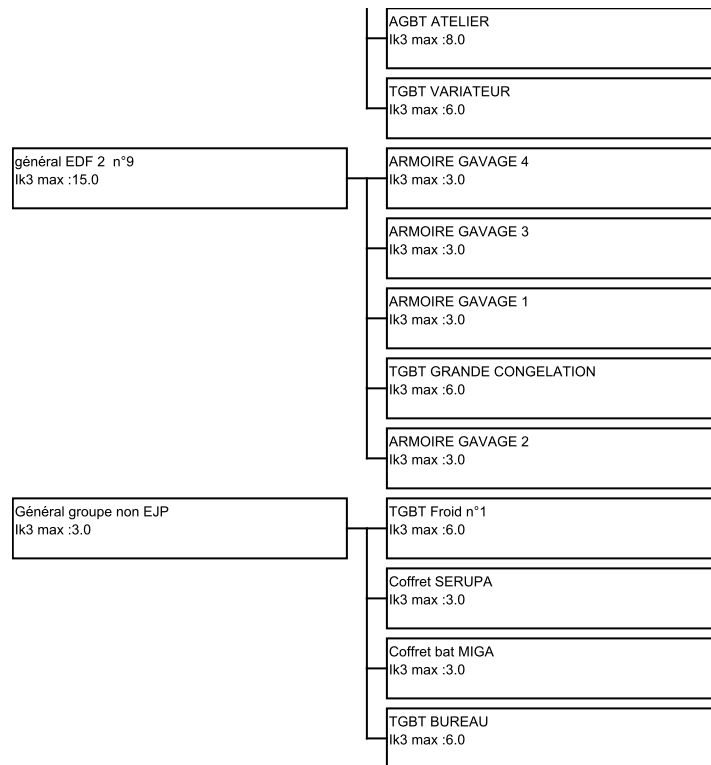 AGBT ATELIER
Ik3 max :8.0
TGBT VARIATEUR
Ik3 max :6.0
général EDF 2  n°9
Ik3 max :15.0
ARMOIRE GAVAGE 4
Ik3 max :3.0
ARMOIRE GAVAGE 3
Ik3 max :3.0
ARMOIRE GAVAGE 1
Ik3 max :3.0
TGBT GRANDE CONGELATION
Ik3 max :6.0
ARMOIRE GAVAGE 2
Ik3 max :3.0
Général groupe non EJP
Ik3 max :3.0
TGBT Froid n°1
Ik3 max :6.0
Coffret SERUPA
Ik3 max :3.0
Coffret bat MIGA
Ik3 max :3.0
TGBT BUREAU
Ik3 max :6.0